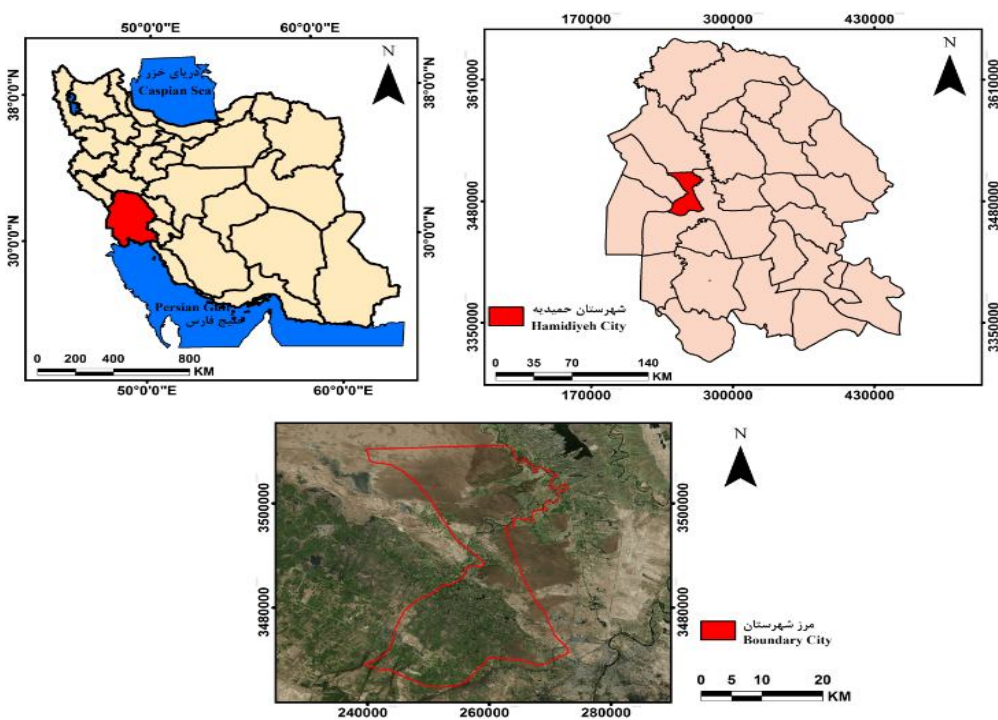 50°0'0"E
60°0'0"E
N
دریای خزر
Caspian Sea
38°0'0"N
38°0'0"N
30°0'0"N
30°0'0"N
Persian Gulf
خلیج فارس
0 200 400 800
KM
50°0'0"E
60°0'0"E
170000
300000
430000
N
3610000
3610000
3480000
3480000
3350000
3350000
شهرستان حمیدیه
Hamidiyeh City
0 35 70 140
KM
170000
300000
430000
N
3500000
3500000
3480000
3480000
مرز شهرستان
Boundary City
0 5 10 20
KM
240000
260000
280000